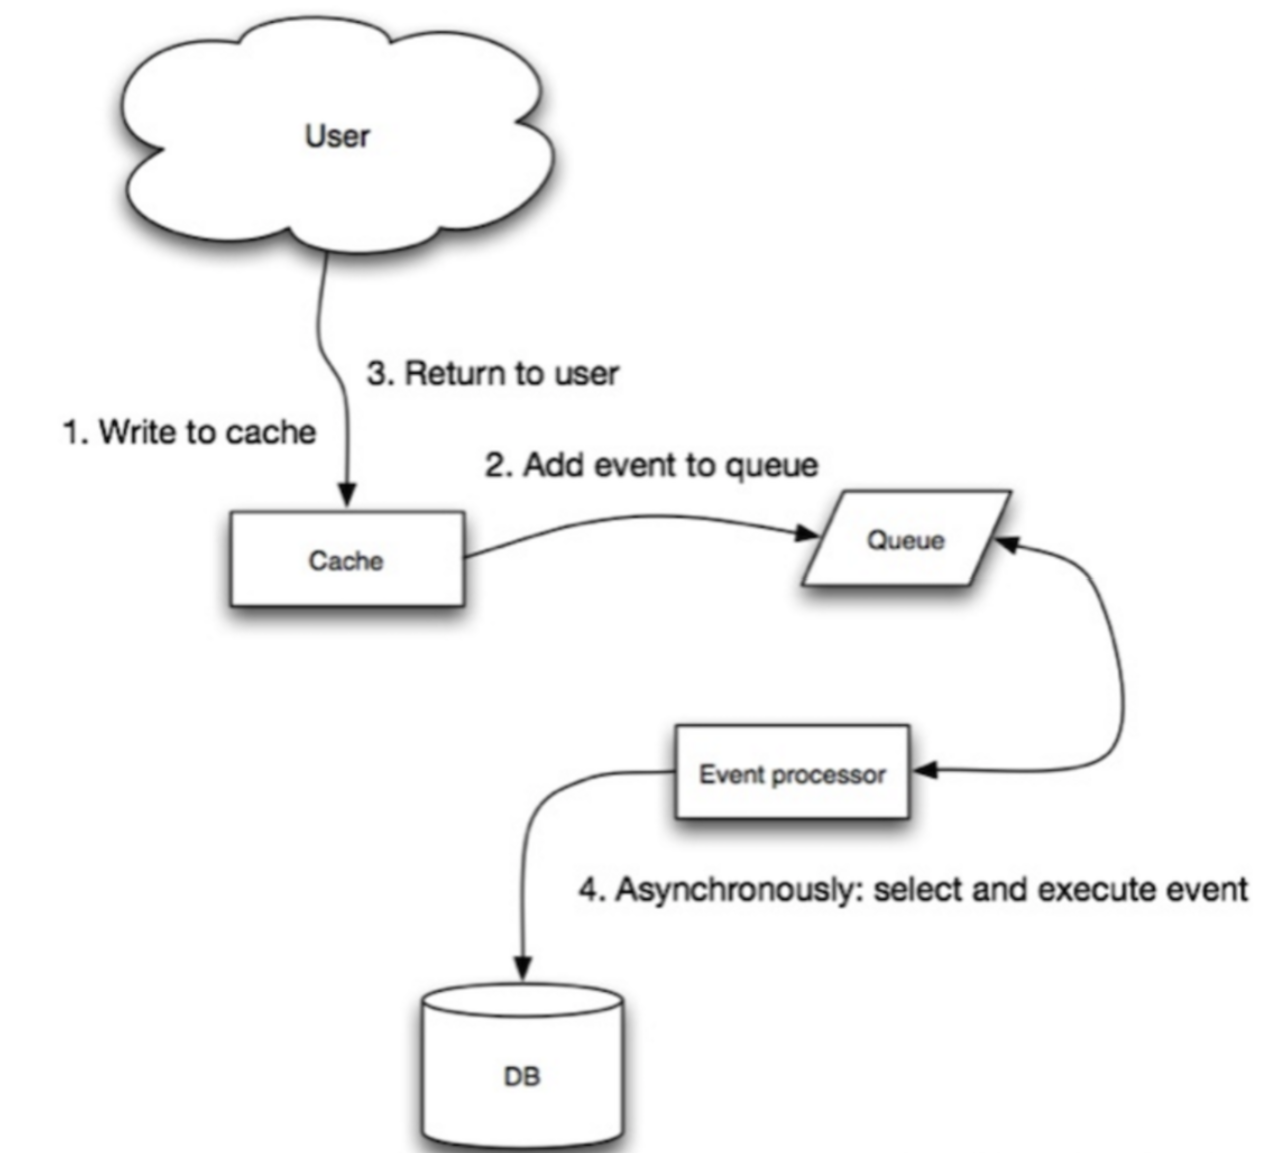 User
3. Return to user
1. Write to cache
2. Add event to queue
Queue
Cache
Event processor
4. Asynchronously: select and execute event
DB